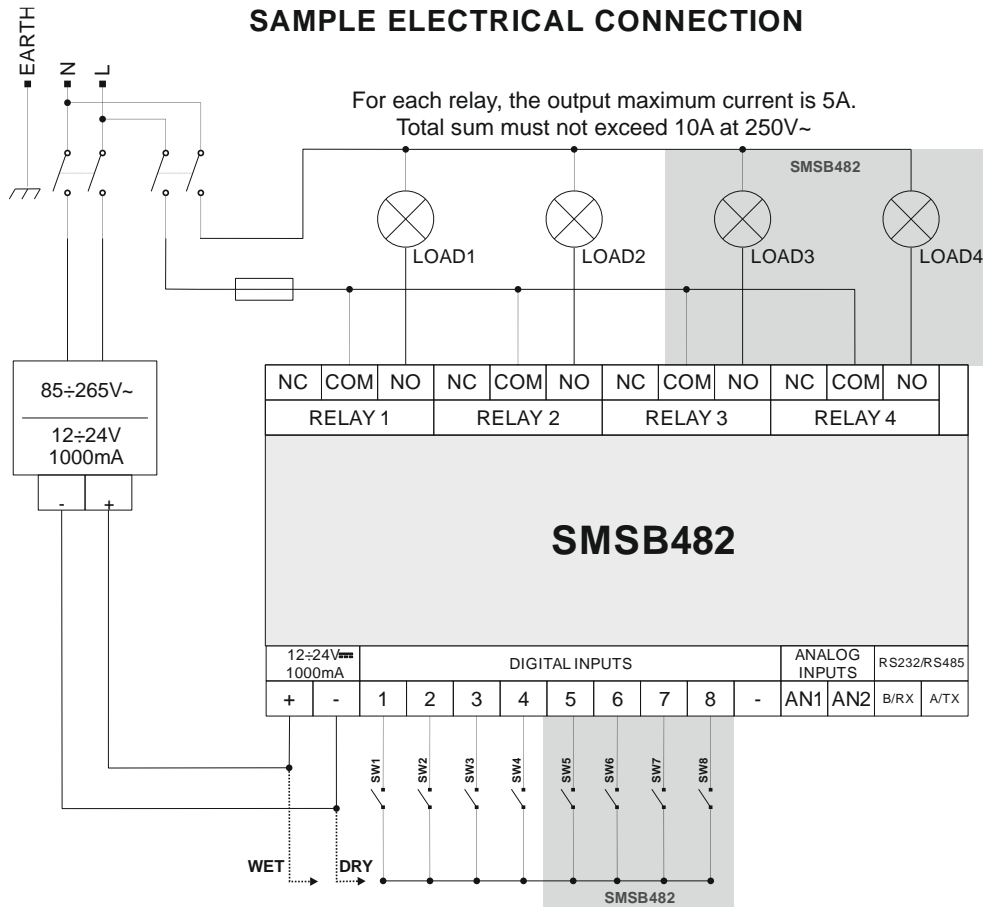 SAMPLE ELECTRICAL CONNECTION
EARTH
N
L
For each relay, the output maximum current is 5A.
Total sum must not exceed 10A at 250V~
SMSB482
LOAD1 LOAD2 LOAD3 LOAD4
85÷265V~
12÷24V
1000mA
- +
NC COM NO NC COM NO NC COM NO NC COM NO
RELAY 1 RELAY 2 RELAY 3 RELAY 4
SMSB482
12÷24V⎓
1000mA
DIGITAL INPUTS
ANALOG
INPUTS
RS232/RS485
+ - 1 2 3 4 5 6 7 8 - AN1 AN2 B/RX A/TX
SW1 SW2 SW3 SW4 SW5 SW6 SW7 SW8
WET DRY
SMSB482